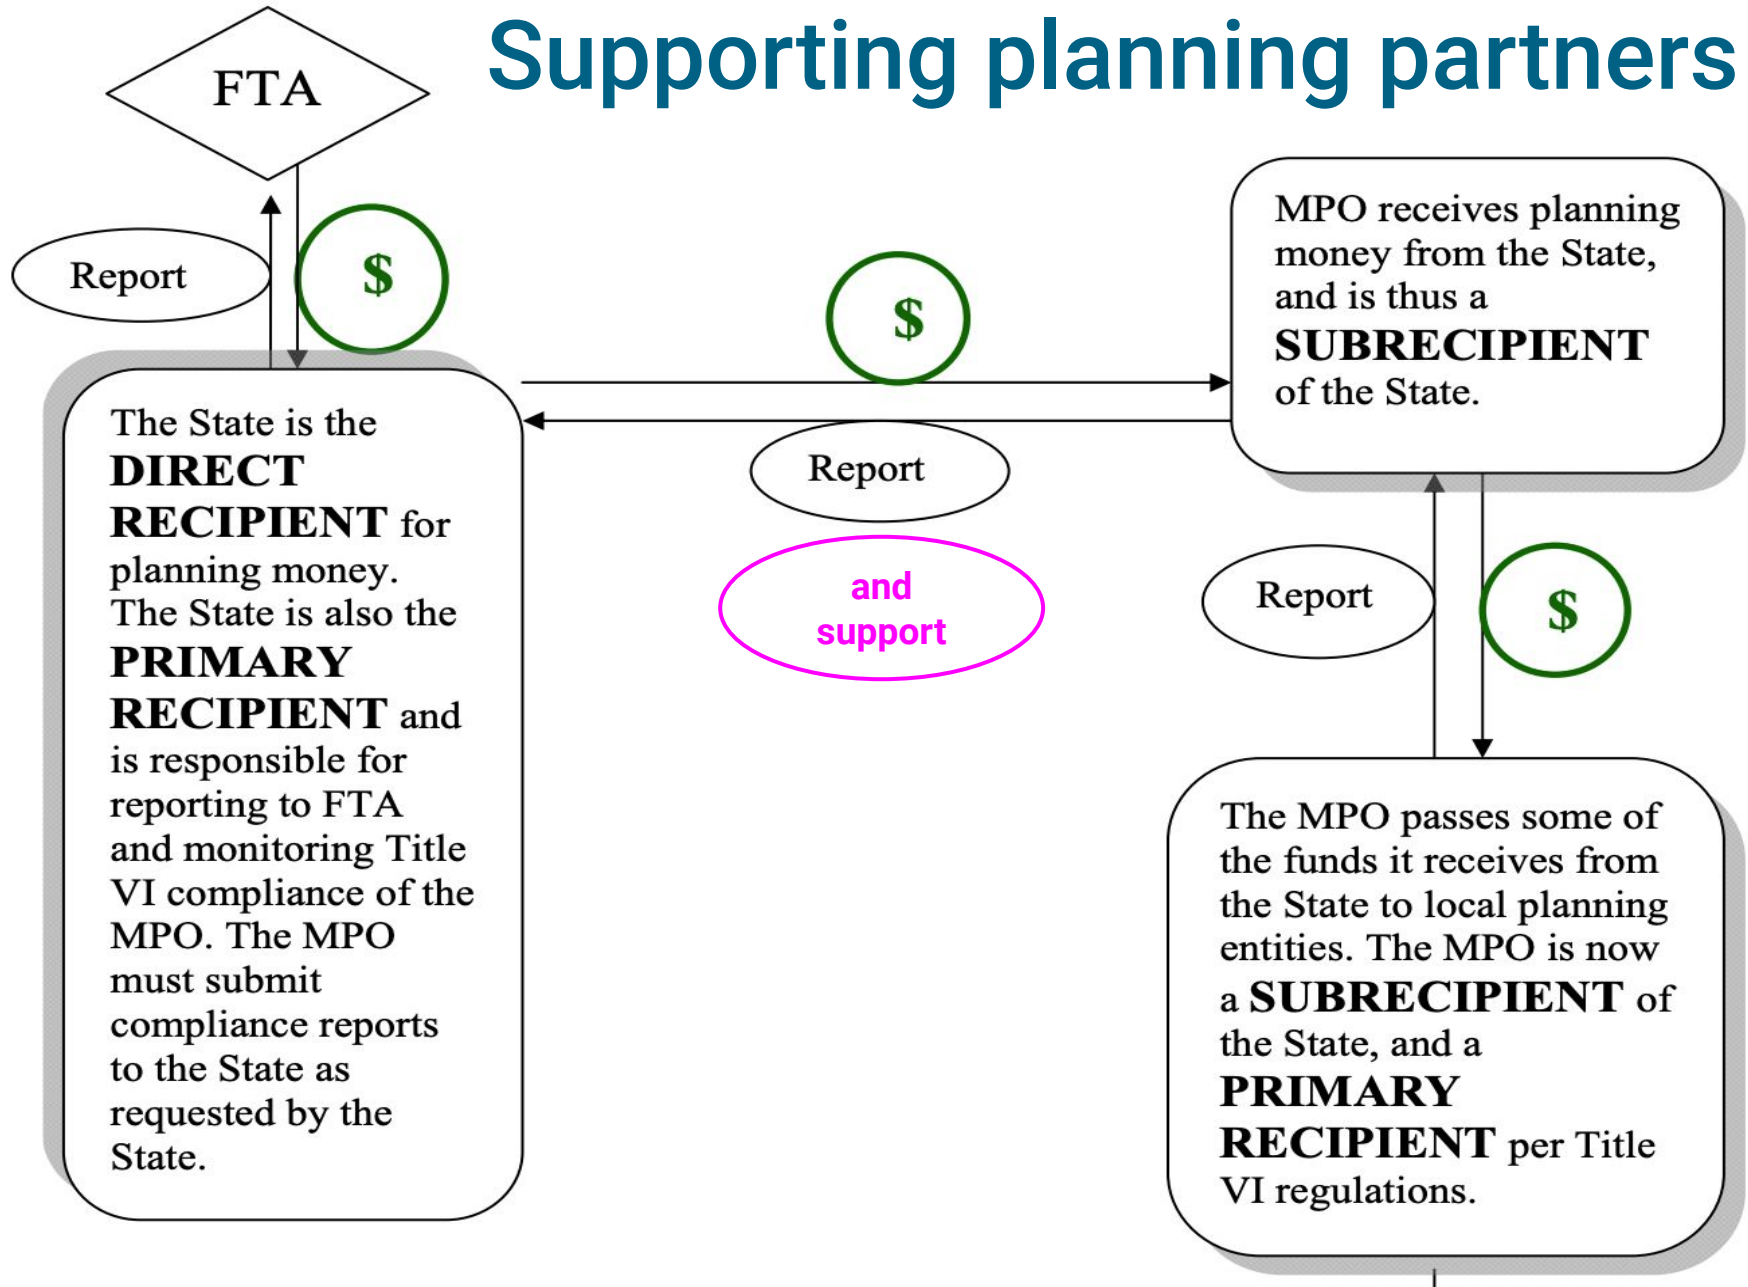 Supporting planning partners
FTA
Report
$
The State is the
DIRECT
RECIPIENT for
planning money.
The State is also the
PRIMARY
RECIPIENT and
is responsible for
reporting to FTA
and monitoring Title
VI compliance of the
MPO. The MPO
must submit
compliance reports
to the State as
requested by the
State.
$
Report
and
support
MPO receives planning
money from the State,
and is thus a
SUBRECIPIENT
of the State.
Report
$
The MPO passes some of
the funds it receives from
the State to local planning
entities. The MPO is now
a SUBRECIPIENT of
the State, and a
PRIMARY
RECIPIENT per Title
VI regulations.